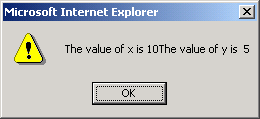 Microsoft Internet Explorer
The value of x is 10The value of y is  5
OK